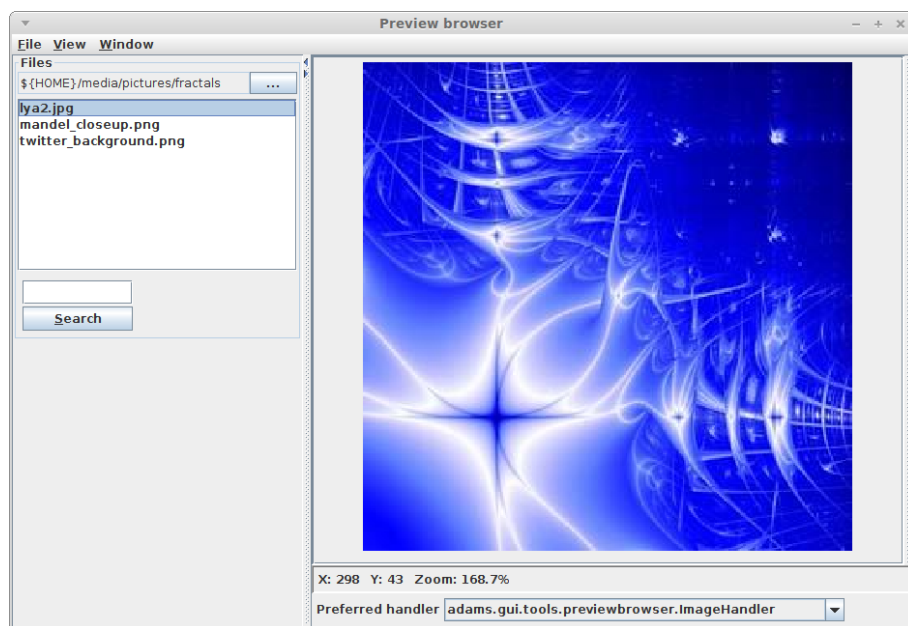 Preview browser
File View Window
Files
${HOME}/media/pictures/fractals ...
lya2.jpg
mandel_closeup.png
twitter_background.png
Search
X: 298 Y: 43 Zoom: 168.7%
Preferred handler adams.gui.tools.previewbrowser.ImageHandler